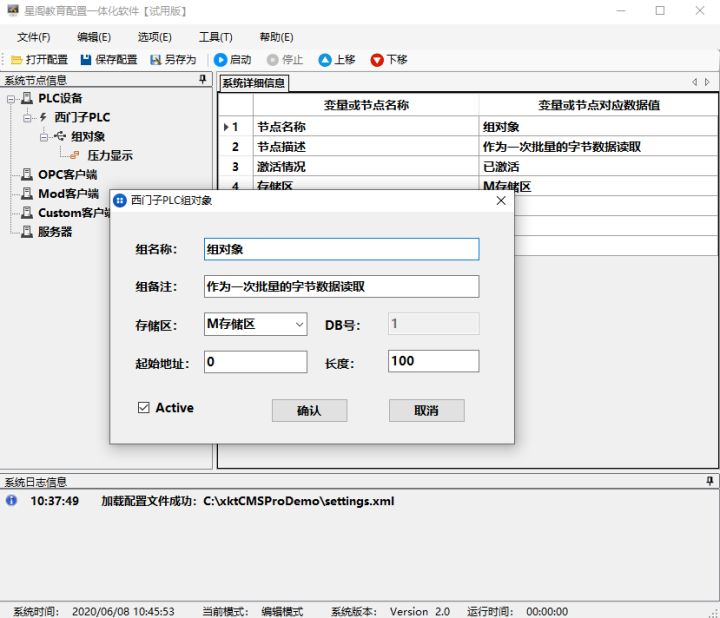 星阁教育配置一体化软件【试用版】
文件(F) 编辑(E) 选项(E) 工具(T) 帮助(E)
打开配置 保存配置 另存为 启动 停止 上移 下移
系统节点信息
PLC设备
西门子PLC
组对象
压力显示
OPC客户端
Mod客户端
Custom客户端
服务器
系统详细信息
变量或节点名称 变量或节点对应数据值
1 节点名称 组对象
2 节点描述 作为一次批量的字节数据读取
3 激活情况 已激活
4 存储区 M存储区
西门子PLC组对象
组名称： 组对象
组备注： 作为一次批量的字节数据读取
存储区： M存储区 DB号： 1
起始地址： 0 长度： 100
Active 确认 取消
系统日志信息
10:37:49 加载配置文件成功：C:\xktCMSProDemo\settings.xml
系统时间： 2020/06/08 10:45:53 当前模式： 编辑模式 系统版本： Version 2.0 运行时间： 00:00:00